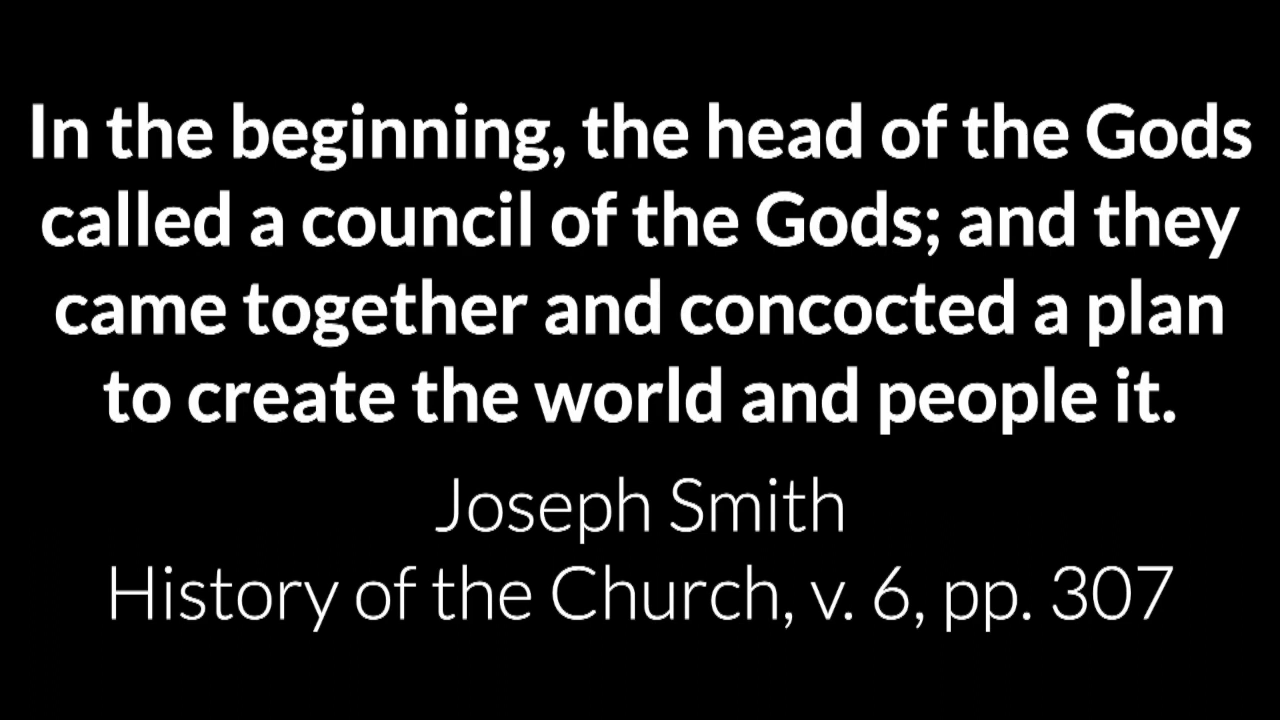 In the beginning, the head of the Gods
called a council of the Gods; and they
came together and concocted a plan
to create the world and people it.
Joseph Smith
History of the Church, v. 6, pp. 307